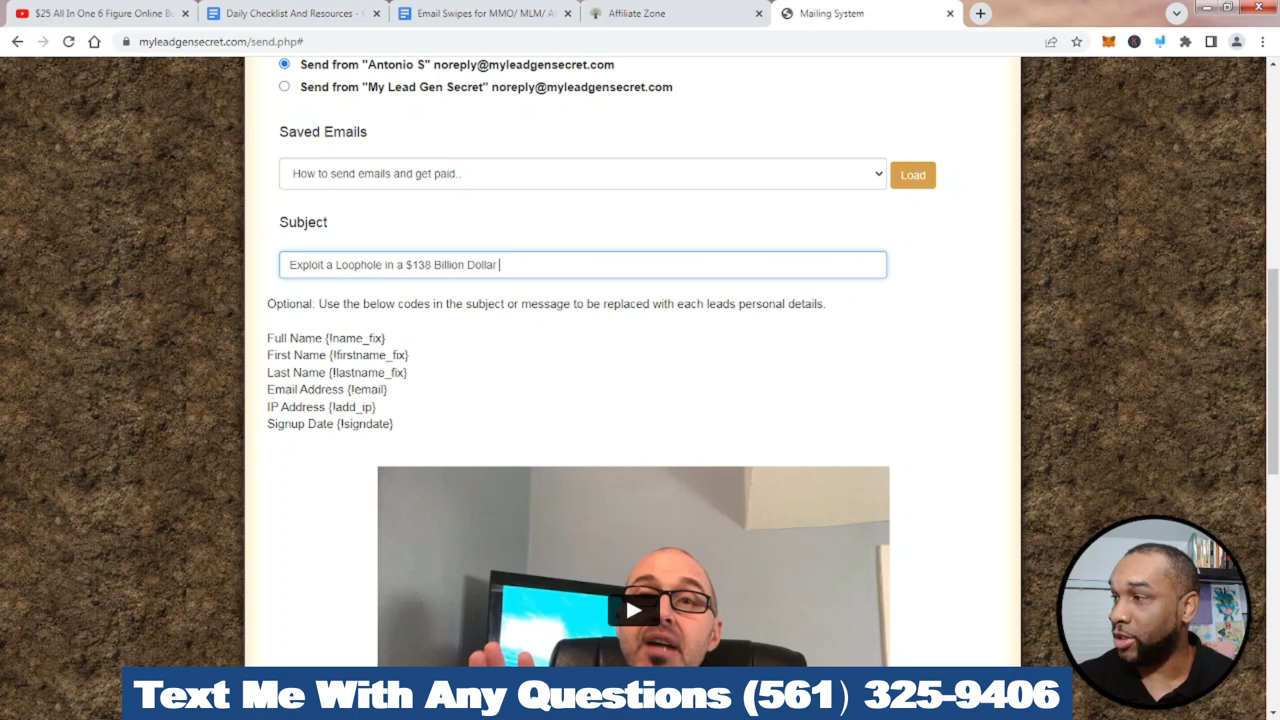 $25 All In One 6 Figure Online Bu
Daily Checklist And Resources - G
Email Swipes for MMO/ MLM/ A
Affiliate Zone
Mailing System
myleadgensecret.com/send.php#
Send from "Antonio S" noreply@myleadgensecret.com
Send from "My Lead Gen Secret" noreply@myleadgensecret.com
Saved Emails
How to send emails and get paid..
Load
Subject
Exploit a Loophole in a $138 Billion Dollar
Optional: Use the below codes in the subject or message to be replaced with each leads personal details.
Full Name {!name_fix}
First Name {!firstname_fix}
Last Name {!lastname_fix}
Email Address {!email}
IP Address {!add_ip}
Signup Date {!signdate}
Text Me With Any Questions (561) 325-9406